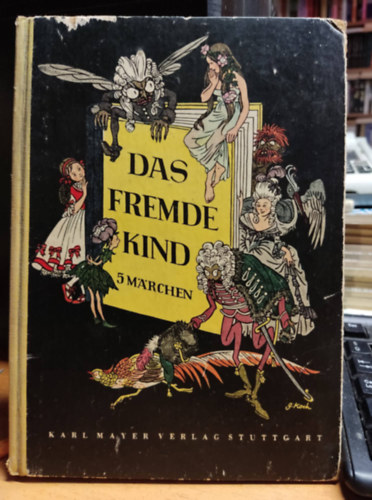 DAS
FREMDE
KIND
5 MÄRCHEN
KARL MAYER VERLAG STUTTGART